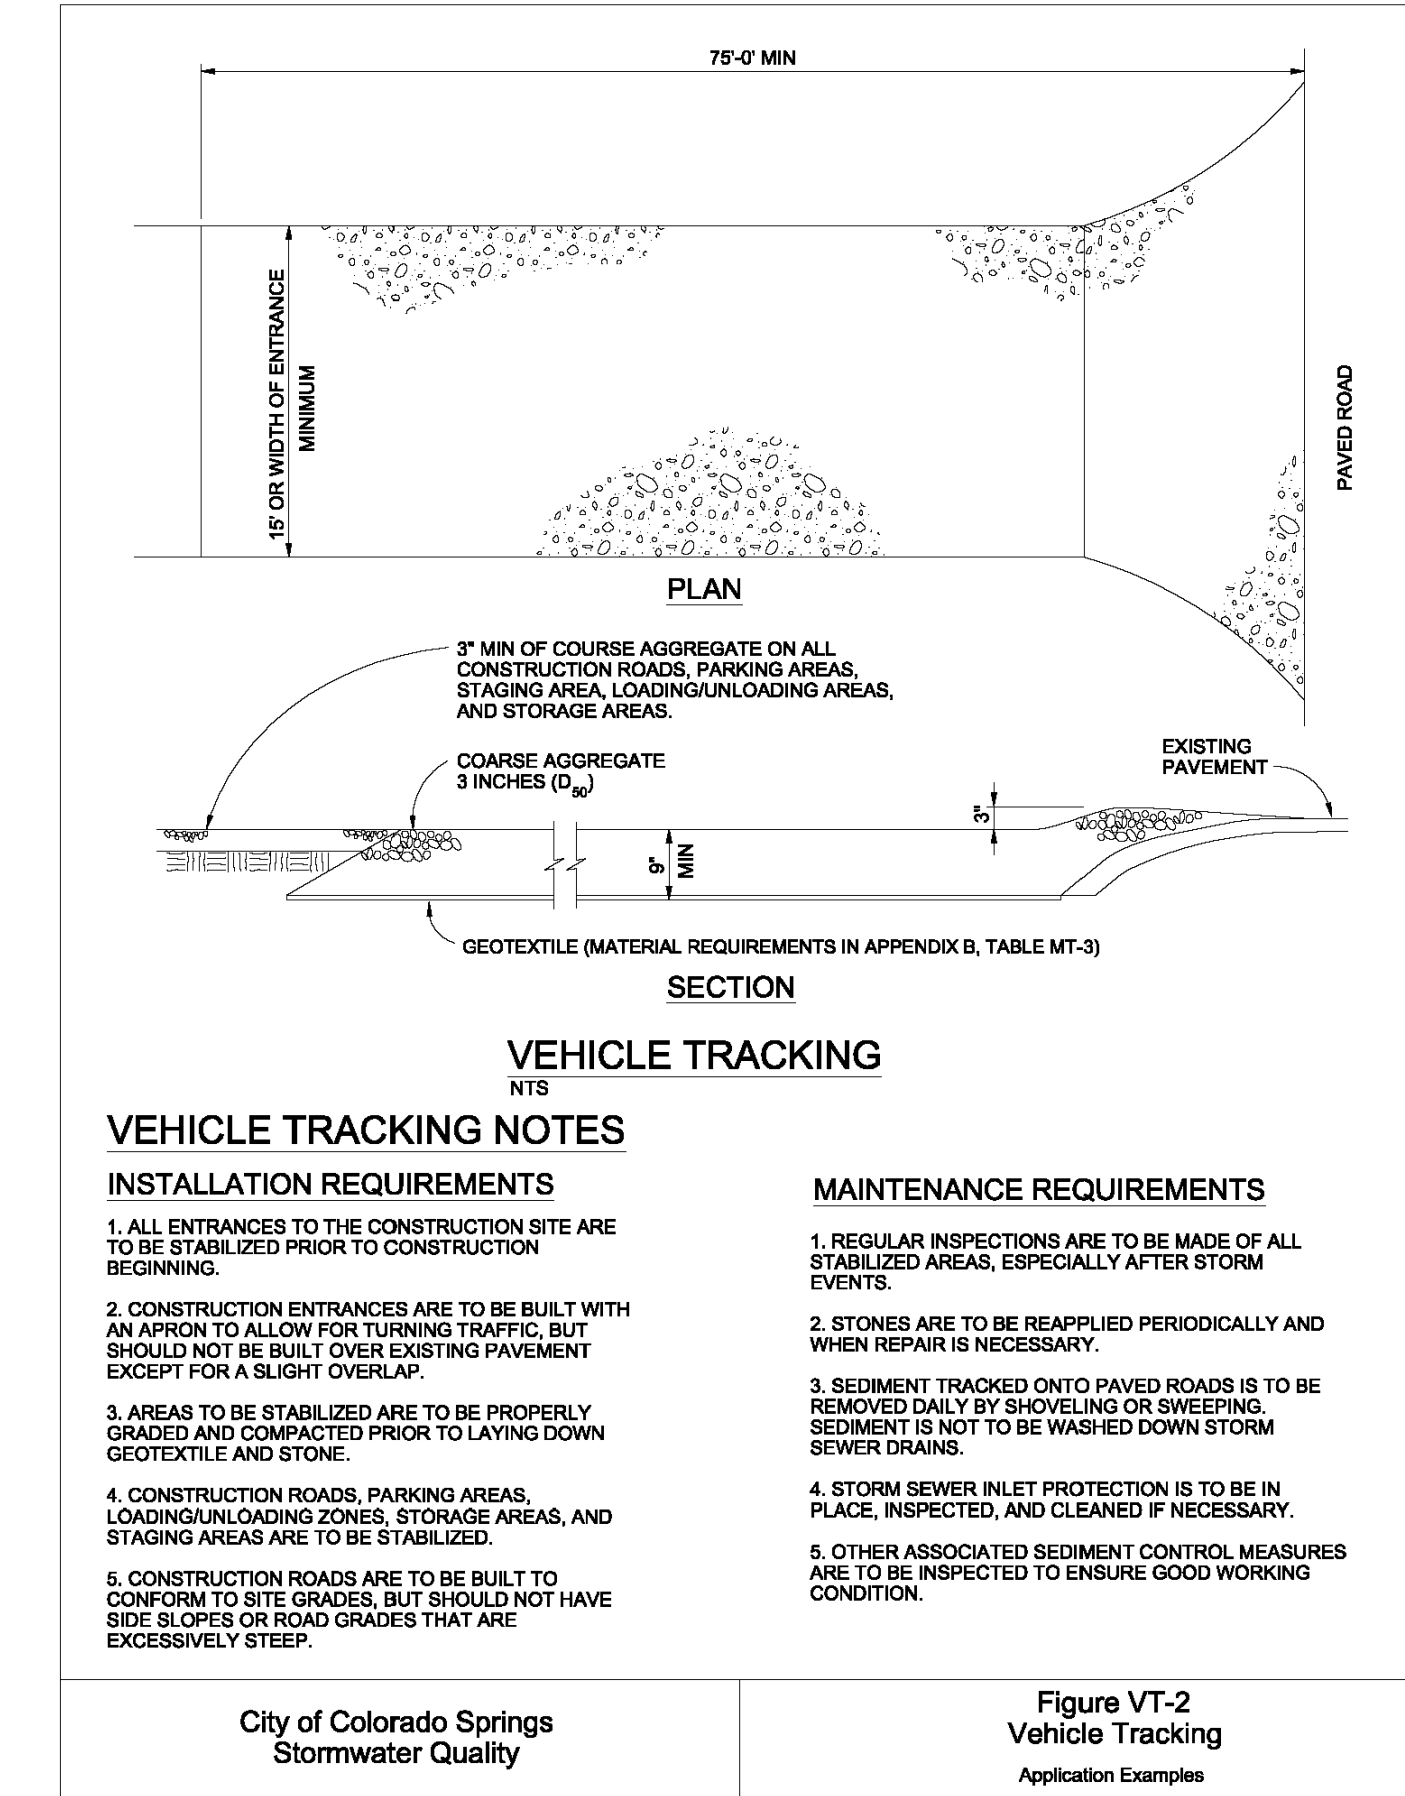 75'-0' MIN
15' OR WIDTH OF ENTRANCE
MINIMUM
PAVED ROAD
PLAN
3" MIN OF COURSE AGGREGATE ON ALL
CONSTRUCTION ROADS, PARKING AREAS,
STAGING AREA, LOADING/UNLOADING AREAS,
AND STORAGE AREAS.
COARSE AGGREGATE
3 INCHES (D50)
EXISTING
PAVEMENT
3"
9"
MIN
GEOTEXTILE (MATERIAL REQUIREMENTS IN APPENDIX B, TABLE MT-3)
SECTION
VEHICLE TRACKING
NTS
VEHICLE TRACKING NOTES
INSTALLATION REQUIREMENTS
1. ALL ENTRANCES TO THE CONSTRUCTION SITE ARE
TO BE STABILIZED PRIOR TO CONSTRUCTION
BEGINNING.
2. CONSTRUCTION ENTRANCES ARE TO BE BUILT WITH
AN APRON TO ALLOW FOR TURNING TRAFFIC, BUT
SHOULD NOT BE BUILT OVER EXISTING PAVEMENT
EXCEPT FOR A SLIGHT OVERLAP.
3. AREAS TO BE STABILIZED ARE TO BE PROPERLY
GRADED AND COMPACTED PRIOR TO LAYING DOWN
GEOTEXTILE AND STONE.
4. CONSTRUCTION ROADS, PARKING AREAS,
LOADING/UNLOADING ZONES, STORAGE AREAS, AND
STAGING AREAS ARE TO BE STABILIZED.
5. CONSTRUCTION ROADS ARE TO BE BUILT TO
CONFORM TO SITE GRADES, BUT SHOULD NOT HAVE
SIDE SLOPES OR ROAD GRADES THAT ARE
EXCESSIVELY STEEP.
MAINTENANCE REQUIREMENTS
1. REGULAR INSPECTIONS ARE TO BE MADE OF ALL
STABILIZED AREAS, ESPECIALLY AFTER STORM
EVENTS.
2. STONES ARE TO BE REAPPLIED PERIODICALLY AND
WHEN REPAIR IS NECESSARY.
3. SEDIMENT TRACKED ONTO PAVED ROADS IS TO BE
REMOVED DAILY BY SHOVELING OR SWEEPING.
SEDIMENT IS NOT TO BE WASHED DOWN STORM
SEWER DRAINS.
4. STORM SEWER INLET PROTECTION IS TO BE IN
PLACE, INSPECTED, AND CLEANED IF NECESSARY.
5. OTHER ASSOCIATED SEDIMENT CONTROL MEASURES
ARE TO BE INSPECTED TO ENSURE GOOD WORKING
CONDITION.
City of Colorado Springs
Stormwater Quality
Figure VT-2
Vehicle Tracking
Application Examples